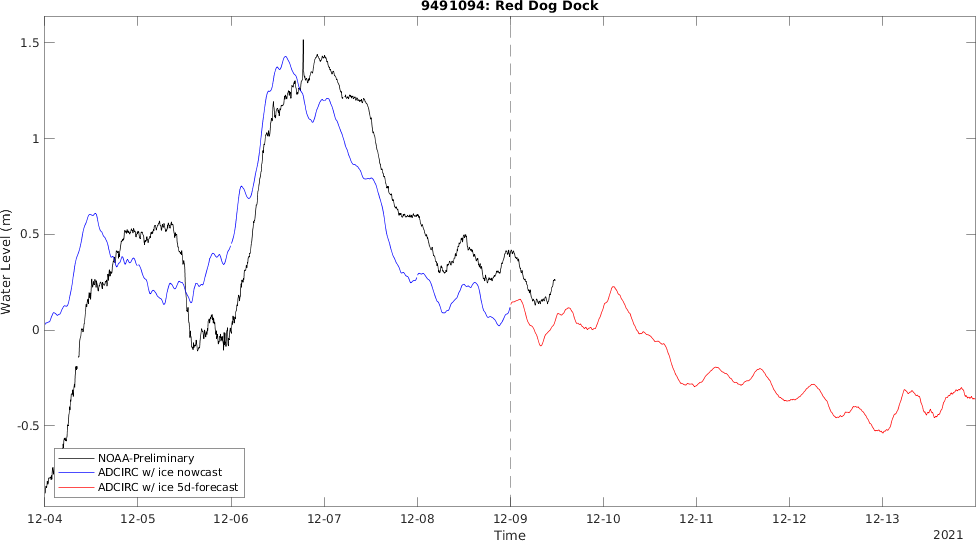 9491094: Red Dog Dock
Water Level (m)
1.5
1
0.5
0
-0.5
NOAA-Preliminary
ADCIRC w/ ice nowcast
ADCIRC w/ ice 5d-forecast
12-04 12-05 12-06 12-07 12-08 12-09 12-10 12-11 12-12 12-13
Time
2021